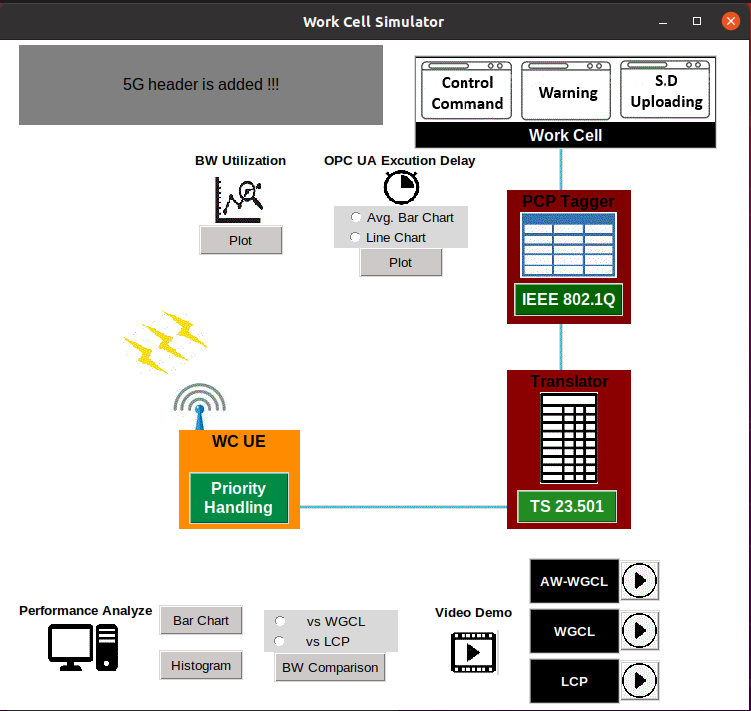 Work Cell Simulator
5G header is added !!!
Control
Command
Warning
S.D
Uploading
Work Cell
BW Utilization
Plot
OPC UA Excution Delay
Avg. Bar Chart
Line Chart
Plot
PCP Tagger
IEEE 802.1Q
Translator
TS 23.501
WC UE
Priority
Handling
Performance Analyze
Bar Chart
Histogram
vs WGCL
vs LCP
BW Comparison
Video Demo
AW-WGCL
WGCL
LCP